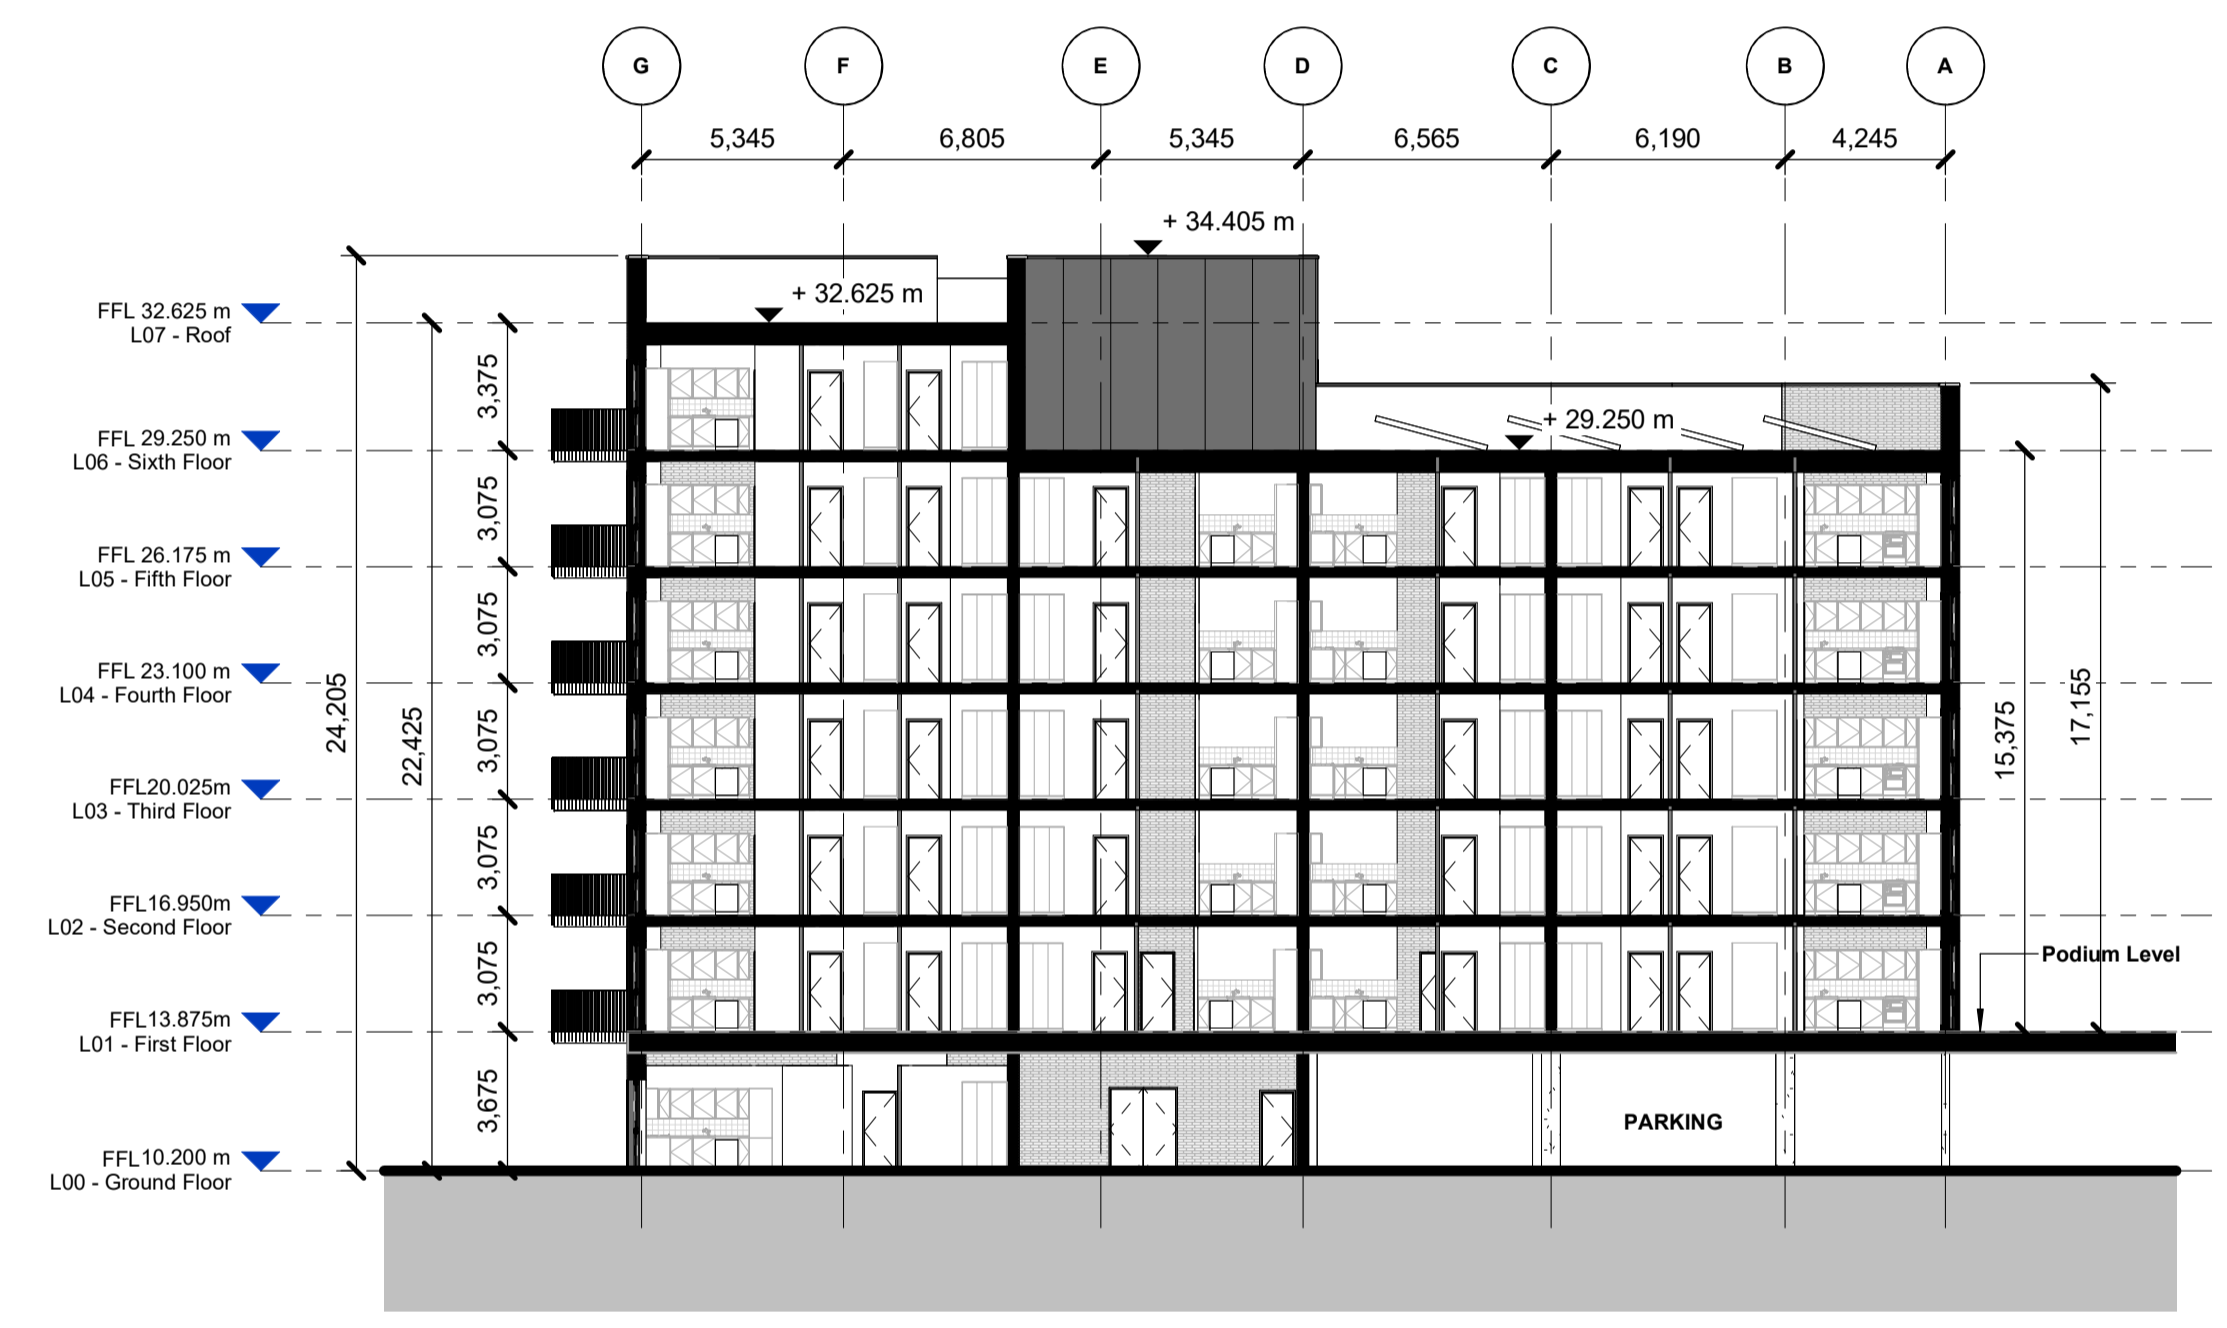 G F E D C B A
5,345 6,805 5,345 6,565 6,190 4,245
+ 34.405 m
+ 32.625 m
+ 29.250 m
FFL 32.625 m
L07 - Roof
3,375
FFL 29.250 m
L06 - Sixth Floor
3,075
FFL 26.175 m
L05 - Fifth Floor
3,075
FFL 23.100 m
L04 - Fourth Floor
3,075
FFL20.025m
L03 - Third Floor
3,075
FFL16.950m
L02 - Second Floor
3,075
FFL13.875m
L01 - First Floor
3,675
FFL10.200 m
L00 - Ground Floor
24,205
22,425
15,375
17,155
Podium Level
PARKING